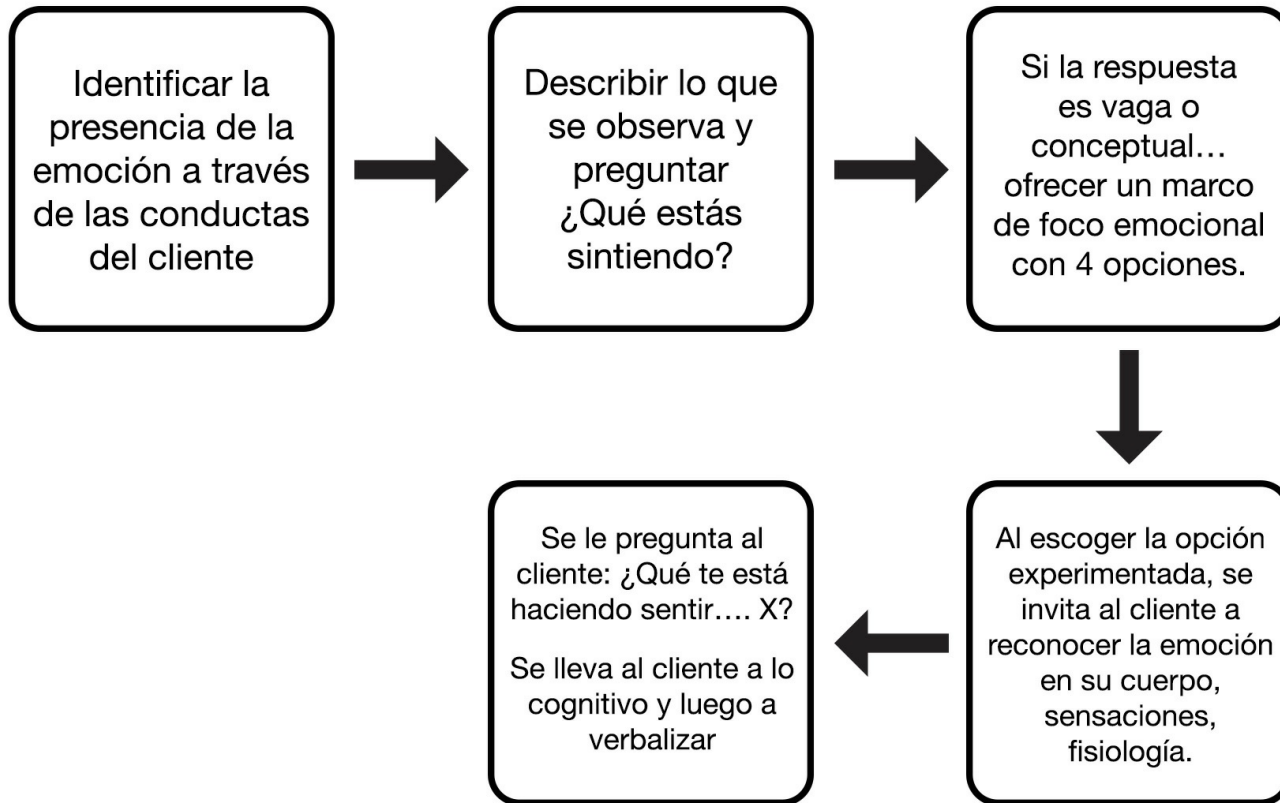 Identificar la
presencia de la
emoción a través
de las conductas
del cliente
Describir lo que
se observa y
preguntar
¿Qué estás
sintiendo?
Si la respuesta
es vaga o
conceptual…
ofrecer un marco
de foco emocional
con 4 opciones.
Al escoger la opción
experimentada, se
invita al cliente a
reconocer la emoción
en su cuerpo,
sensaciones,
fisiología.
Se le pregunta al
cliente: ¿Qué te está
haciendo sentir…. X?
Se lleva al cliente a lo
cognitivo y luego a
verbalizar